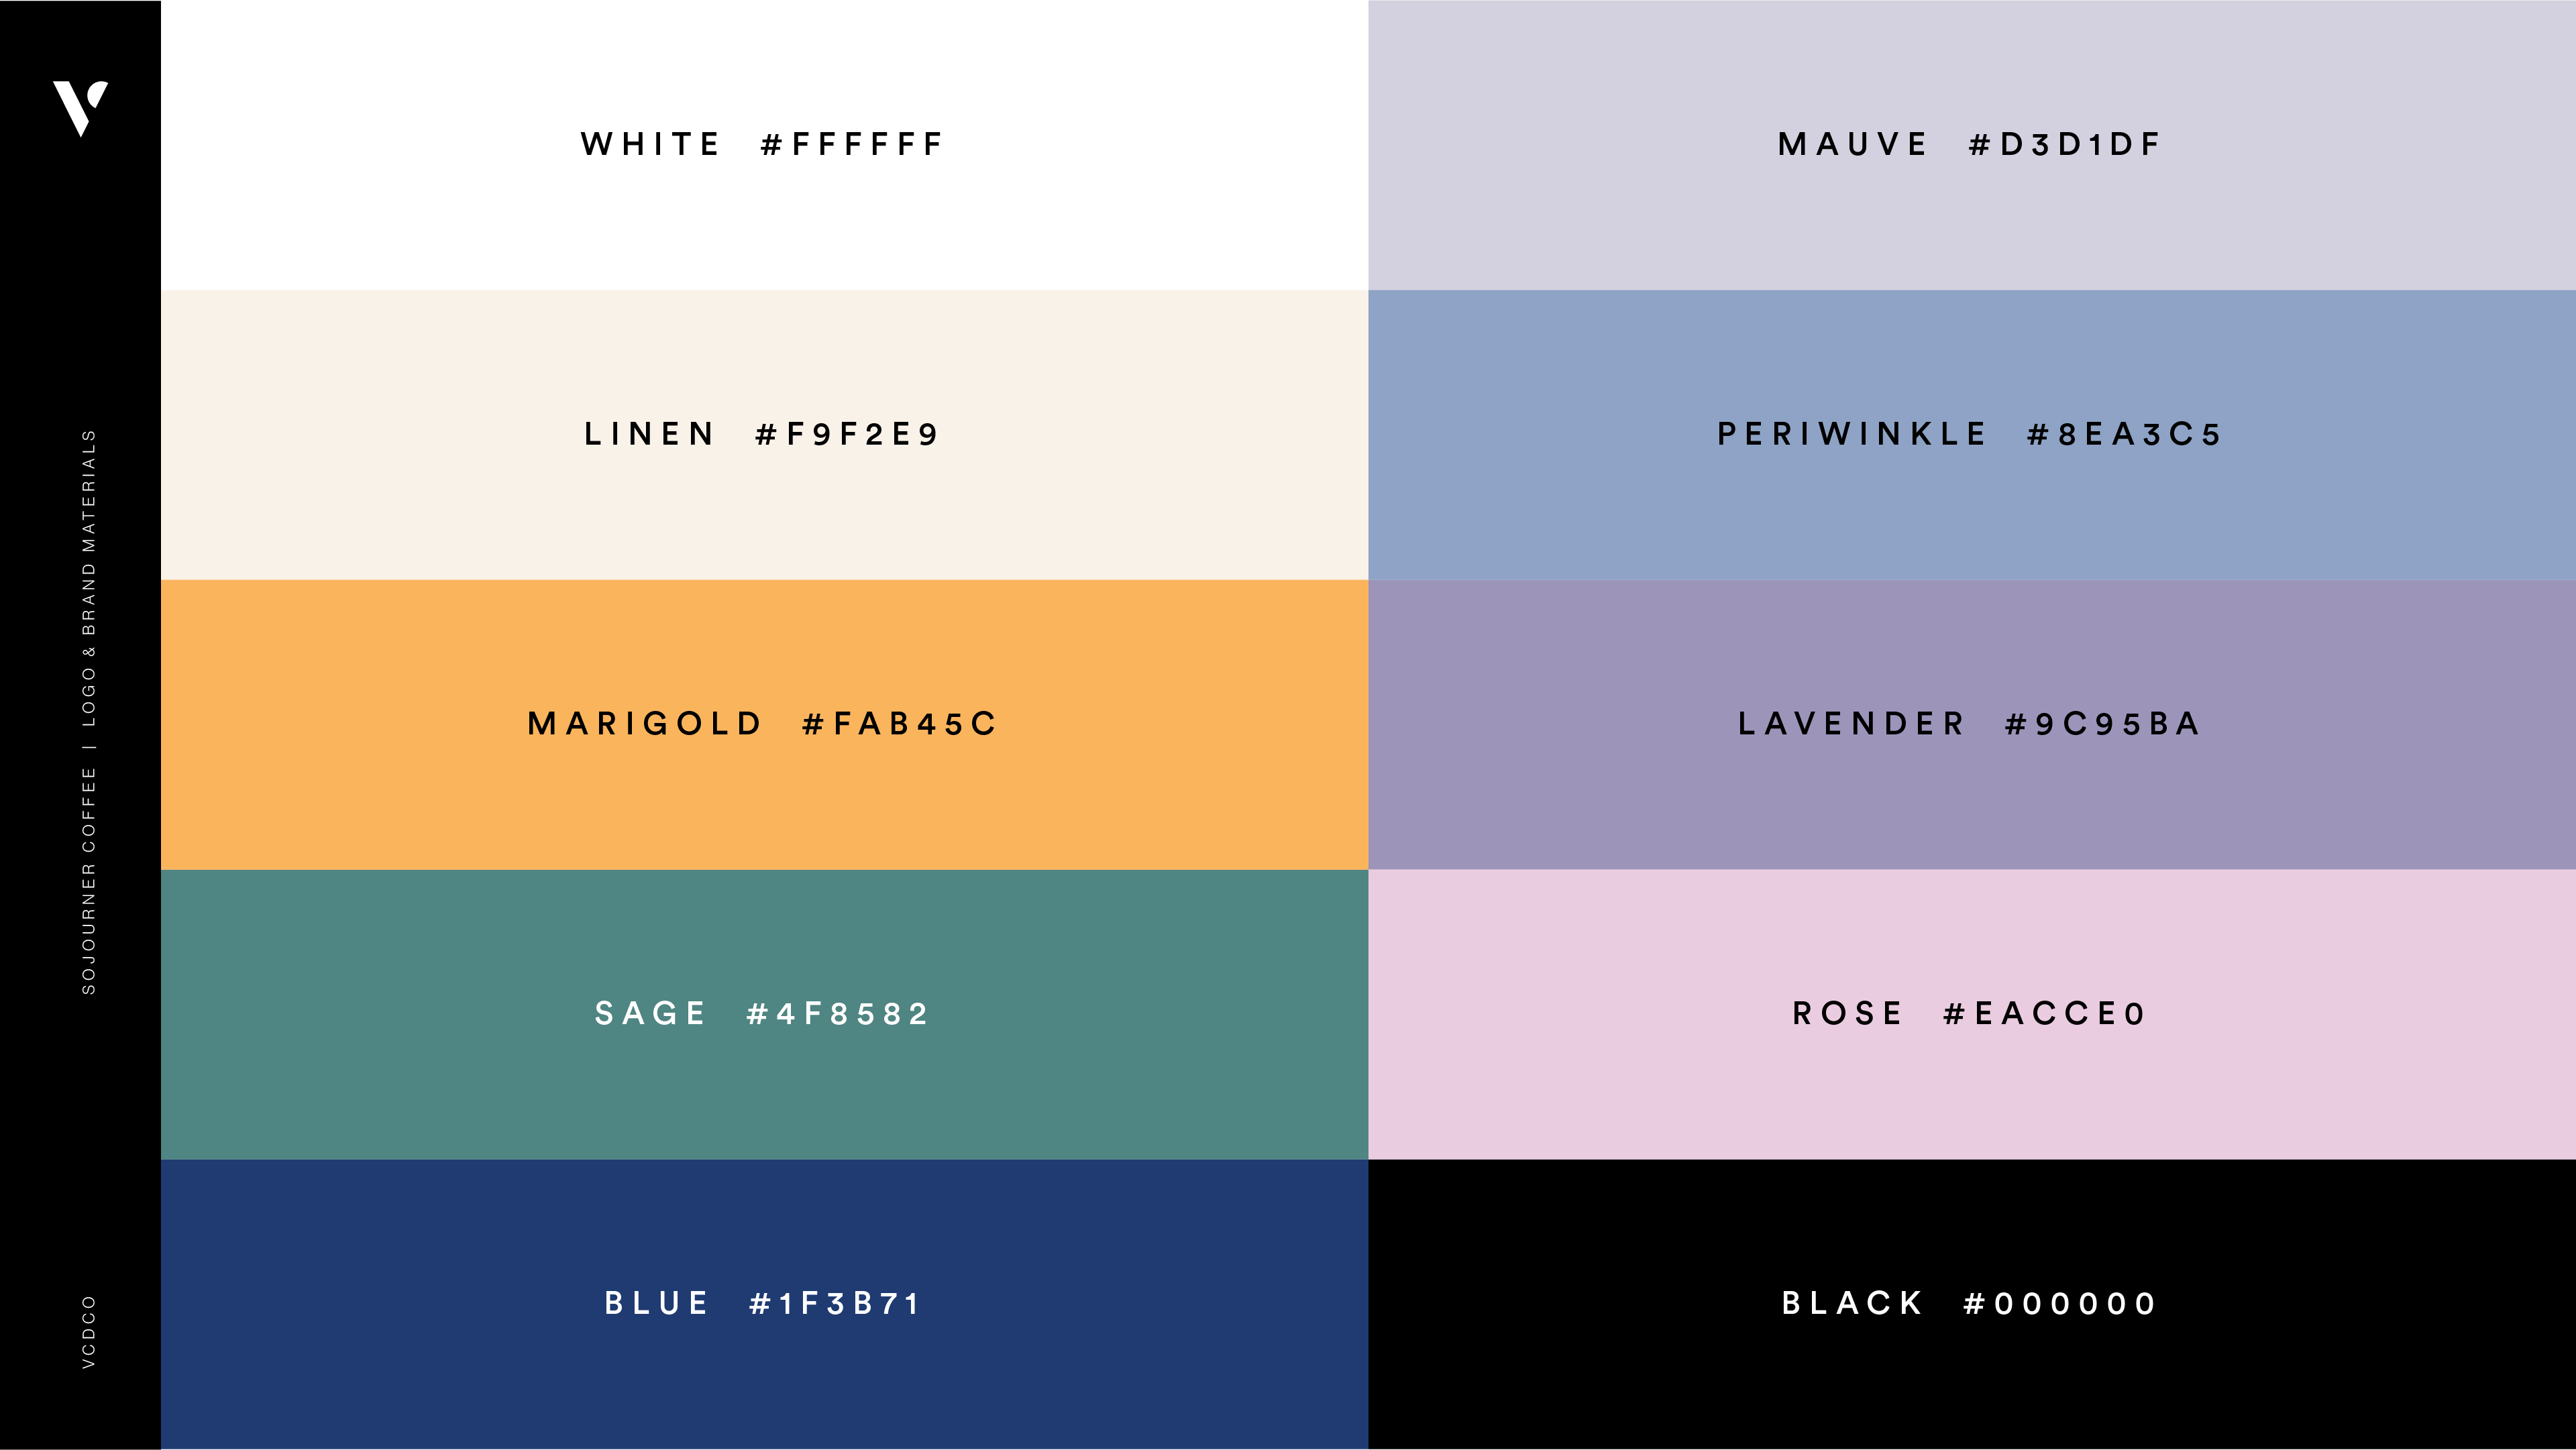 SOJOURNER COFFEE | LOGO & BRAND MATERIALS
VCDCO
WHITE #FFFFFF
LINEN #F9F2E9
MARIGOLD #FAB45C
SAGE #4F8582
BLUE #1F3B71
MAUVE #D3D1DF
PERIWINKLE #8EA3C5
LAVENDER #9C95BA
ROSE #EACCE0
BLACK #000000